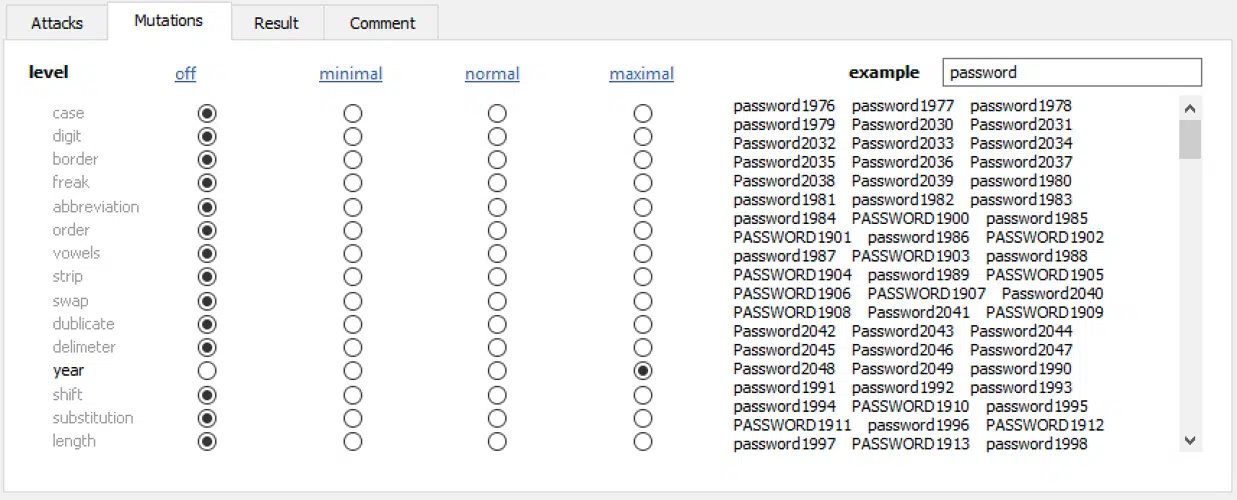 Attacks Mutations Result Comment
level off minimal normal maximal example password
case
digit
border
freak
abbreviation
order
vowels
strip
swap
dublicate
delimeter
year
shift
substitution
length
password1976 password1977 password1978
password1979 Password2030 Password2031
Password2032 Password2033 Password2034
Password2035 Password2036 Password2037
Password2038 Password2039 password1980
password1981 password1982 password1983
password1984 PASSWORD1900 password1985
PASSWORD1901 password1986 PASSWORD1902
password1987 PASSWORD1903 password1988
PASSWORD1904 password1989 PASSWORD1905
PASSWORD1906 PASSWORD1907 Password2040
PASSWORD1908 Password2041 PASSWORD1909
Password2042 Password2043 Password2044
Password2045 Password2046 Password2047
Password2048 Password2049 password1990
password1991 password1992 password1993
password1994 PASSWORD1910 password1995
PASSWORD1911 password1996 PASSWORD1912
password1997 PASSWORD1913 password1998